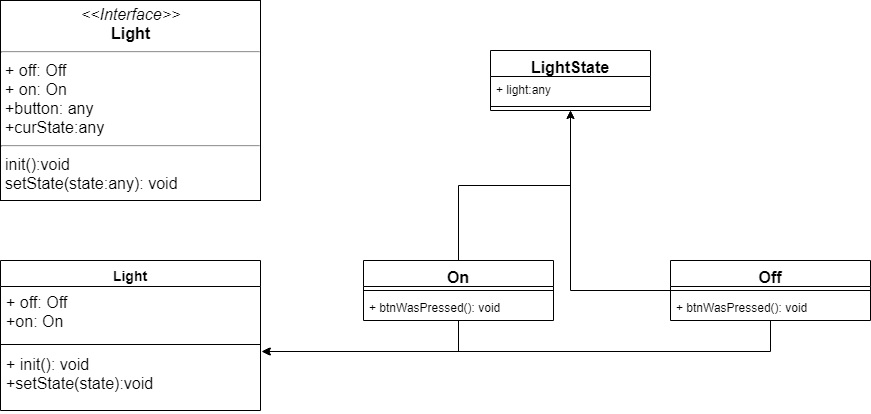 <<Interface>>
Light
+ off: Off
+ on: On
+button: any
+curState:any
init():void
setState(state:any): void
LightState
+ light:any
Light
+ off: Off
+on: On
+ init(): void
+setState(state):void
On
+ btnWasPressed(): void
Off
+ btnWasPressed(): void